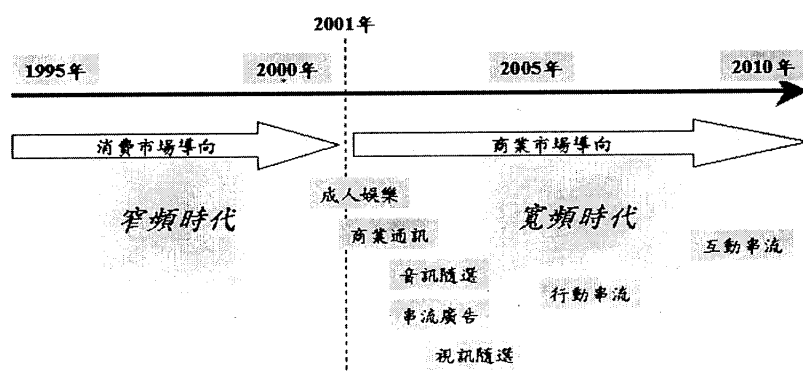 2001年
1995年 2000年 2005年 2010年
消費市場導向 商業市場導向
成人娛樂
窄頻時代 寬頻時代
商業通訊
互動串流
音訊隨選
行動串流
串流廣告
視訊隨選